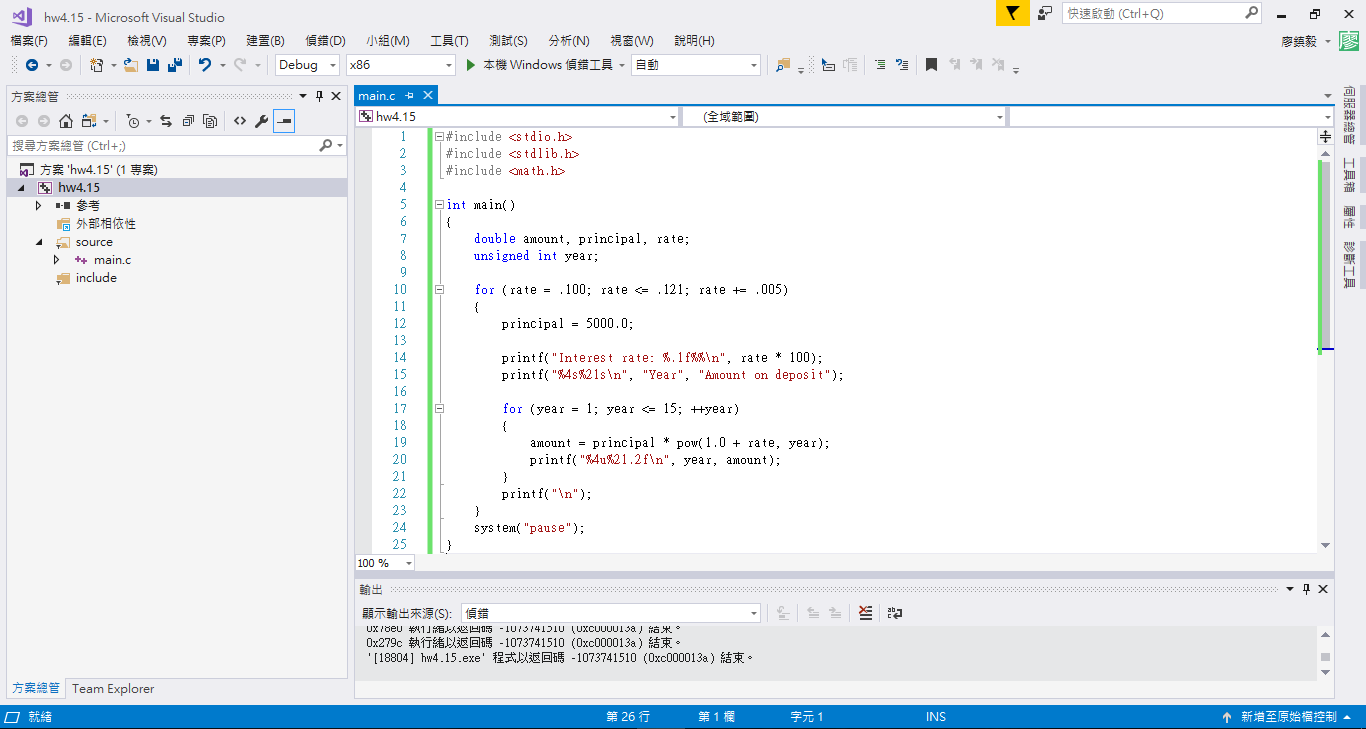 hw4.15 - Microsoft Visual Studio
快速啟動 (Ctrl+Q)
檔案(F) 編輯(E) 檢視(V) 專案(P) 建置(B) 偵錯(D) 小組(M) 工具(T) 測試(S) 分析(N) 視窗(W) 說明(H)
廖鎮毅 廖
Debug x86 本機 Windows 偵錯工具 自動
方案總管
搜尋方案總管 (Ctrl+;)
方案 'hw4.15' (1 專案)
hw4.15
參考
外部相依性
source
main.c
include
方案總管 Team Explorer
main.c
hw4.15 (全域範圍)
1 #include <stdio.h>
2 #include <stdlib.h>
3 #include <math.h>
4
5 int main()
6 {
7 double amount, principal, rate;
8 unsigned int year;
9
10 for (rate = .100; rate <= .121; rate += .005)
11 {
12 principal = 5000.0;
13
14 printf("Interest rate: %.1f%%\n", rate * 100);
15 printf("%4s%21s\n", "Year", "Amount on deposit");
16
17 for (year = 1; year <= 15; ++year)
18 {
19 amount = principal * pow(1.0 + rate, year);
20 printf("%4u%21.2f\n", year, amount);
21 }
22 printf("\n");
23 }
24 system("pause");
25 }
100 %
輸出
顯示輸出來源(S): 偵錯
0x78e0 執行緒以返回碼 -1073741510 (0xc000013a) 結束。
0x279c 執行緒以返回碼 -1073741510 (0xc000013a) 結束。
'[18804] hw4.15.exe' 程式以返回碼 -1073741510 (0xc000013a) 結束。
伺服器總管
工具箱
屬性
診斷工具
就緒 第 26 行 第 1 欄 字元 1 INS 新增至原始檔控制